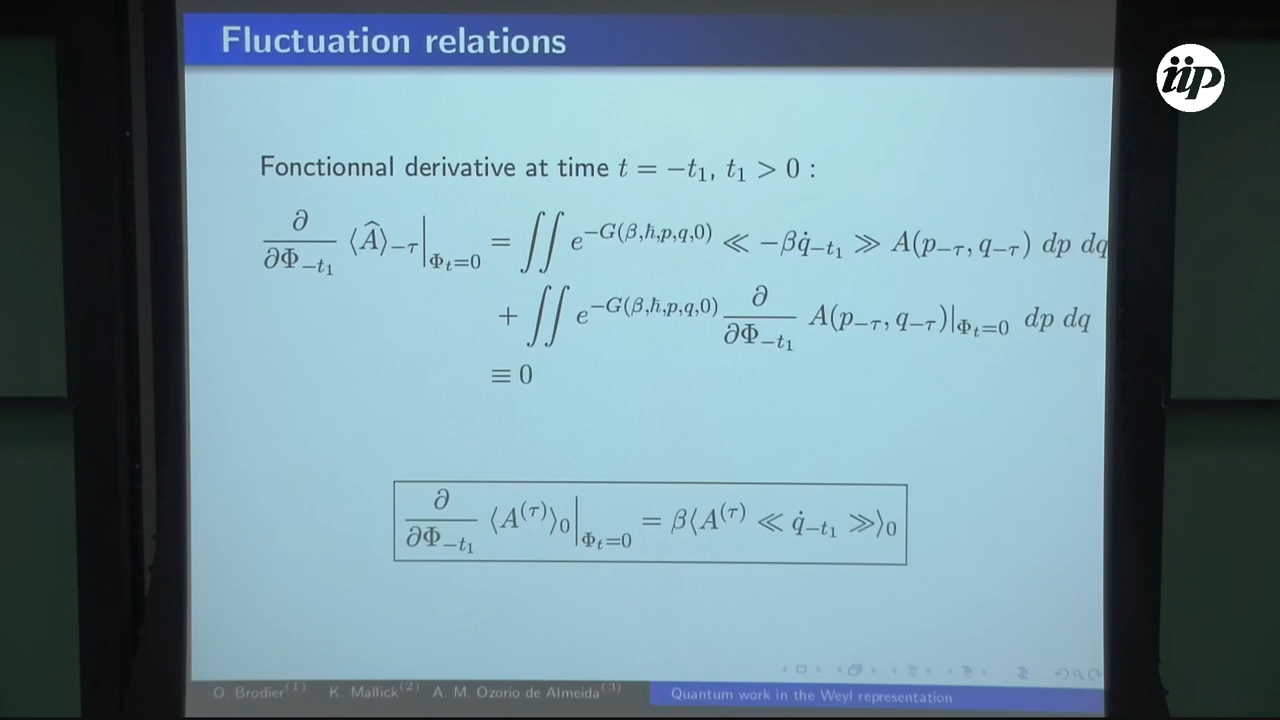 Fluctuation relations
iip
Fonctionnal derivative at time t = −t₁, t₁ > 0 :
∂/∂Φ₋ₜ₁ ⟨Â⟩₋τ|Φₜ=0 = ∬ e^{−G(β,ħ,p,q,0)} ≪ −βq̇₋ₜ₁ ≫ A(p₋τ, q₋τ) dp dq
+ ∬ e^{−G(β,ħ,p,q,0)} ∂/∂Φ₋ₜ₁ A(p₋τ, q₋τ)|Φₜ=0 dp dq
≡ 0
∂/∂Φ₋ₜ₁ ⟨A^{(τ)}⟩₀|Φₜ=0 = β⟨A^{(τ)} ≪ q̇₋ₜ₁ ≫⟩₀
O. Brodier(1) K. Mallick(2) A. M. Ozorio de Almeida(3) Quantum work in the Weyl representation